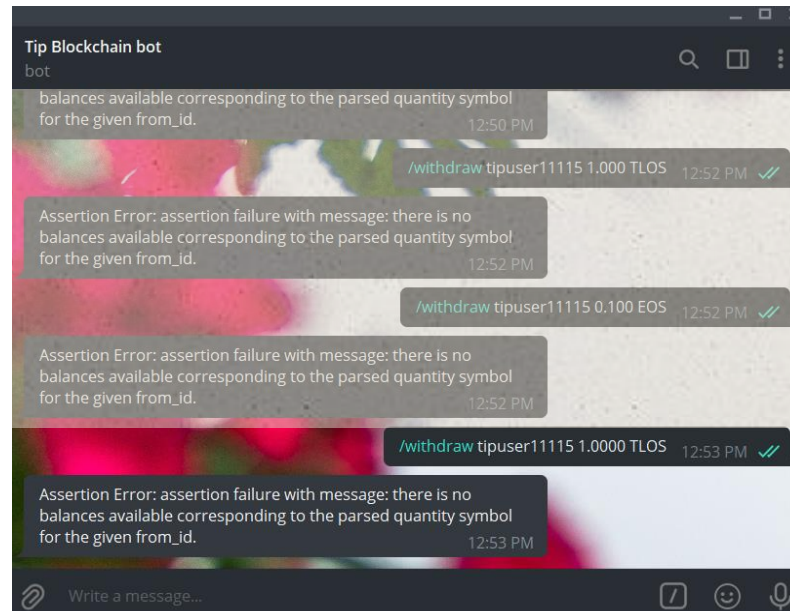 Tip Blockchain bot
bot
balances available corresponding to the parsed quantity symbol
for the given from_id.
12:50 PM
/withdraw tipuser11115 1.000 TLOS 12:52 PM
Assertion Error: assertion failure with message: there is no
balances available corresponding to the parsed quantity symbol
for the given from_id.
12:52 PM
/withdraw tipuser11115 0.100 EOS 12:52 PM
Assertion Error: assertion failure with message: there is no
balances available corresponding to the parsed quantity symbol
for the given from_id.
12:52 PM
/withdraw tipuser11115 1.0000 TLOS 12:53 PM
Assertion Error: assertion failure with message: there is no
balances available corresponding to the parsed quantity symbol
for the given from_id.
12:53 PM
Write a message...